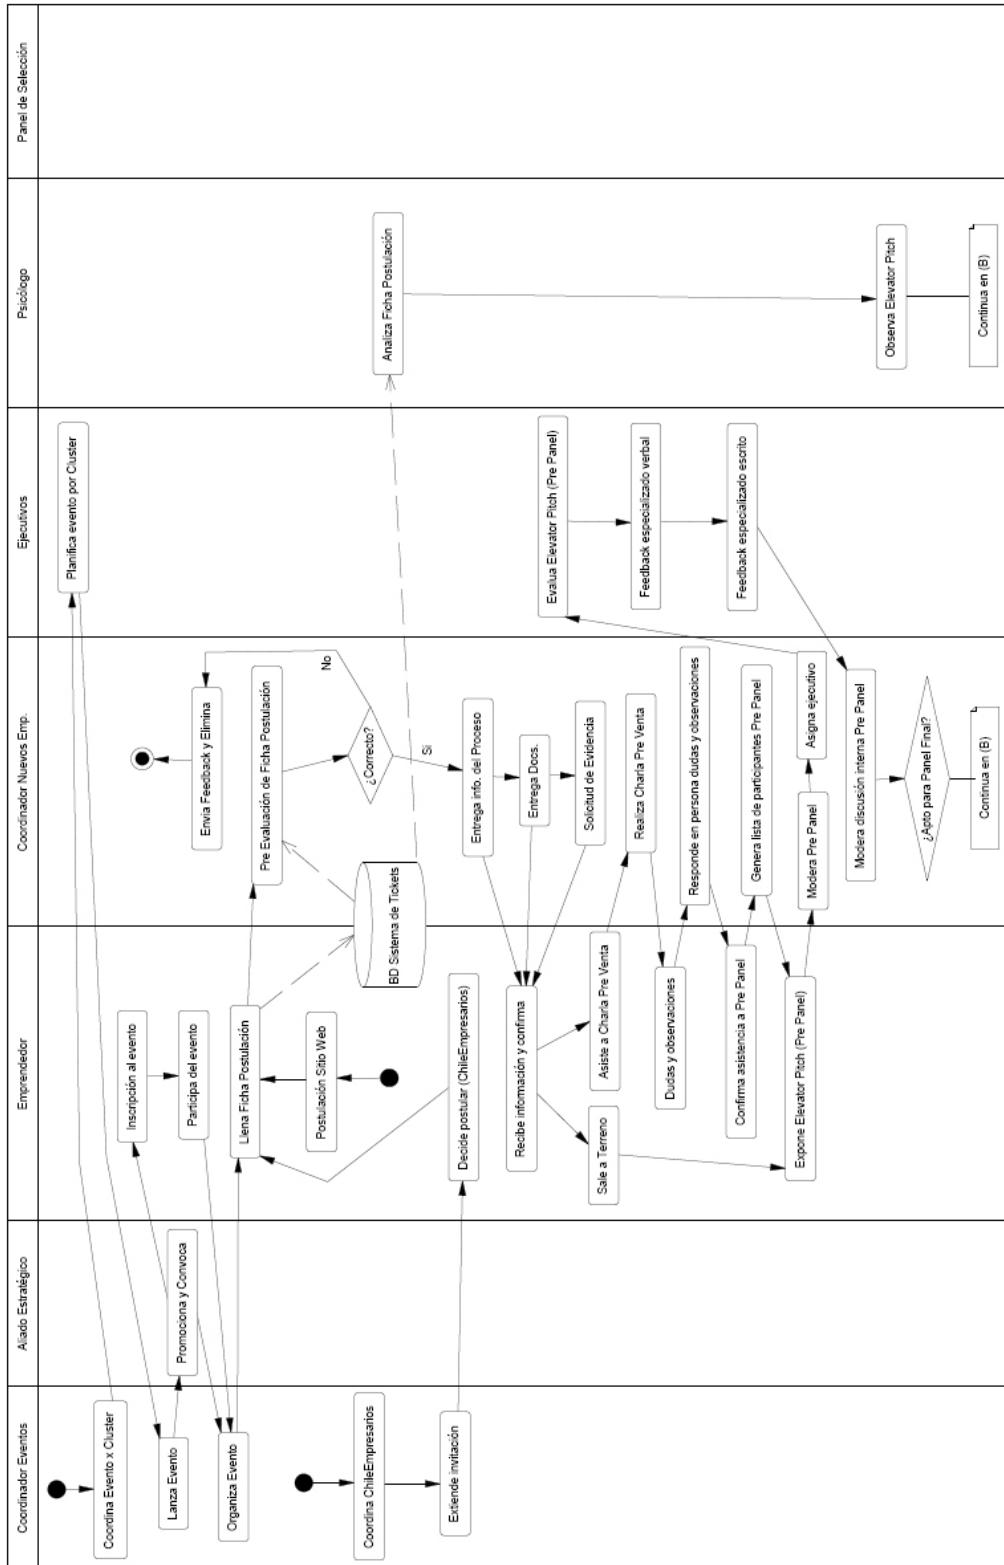 Coordinador Eventos
Aliado Estratégico
Emprendedor
Coordinador Nuevos Emp.
Ejecutivos
Psicólogo
Panel de Selección
Coordina Evento x Cluster
Planifica evento por Cluster
Lanza Evento
Promociona y Convoca
Inscripción al evento
Participa del evento
Organiza Evento
Llena Ficha Postulación
Postulación Sitio Web
Envia Feedback y Elimina
Pre Evaluación de Ficha Postulación
¿Correcto?
No
Si
BD Sistema de Tickets
Analiza Ficha Postulación
Coordina ChileEmpresarios
Extiende invitación
Decide postular (ChileEmpresarios)
Entrega info. del Proceso
Entrega Docs.
Solicitud de Evidencia
Recibe información y confirma
Sale a Terreno
Asiste a Charla Pre Venta
Realiza Charla Pre Venta
Dudas y observaciones
Responde en persona dudas y observaciones
Confirma asistencia a Pre Panel
Genera lista de participantes Pre Panel
Expone Elevator Pitch (Pre Panel)
Modera Pre Panel
Asigna ejecutivo
Evalua Elevator Pitch (Pre Panel)
Feedback especializado verbal
Feedback especializado escrito
Modera discusión interna Pre Panel
¿Apto para Panel Final?
Continua en (B)
Observa Elevator Pitch
Continua en (B)